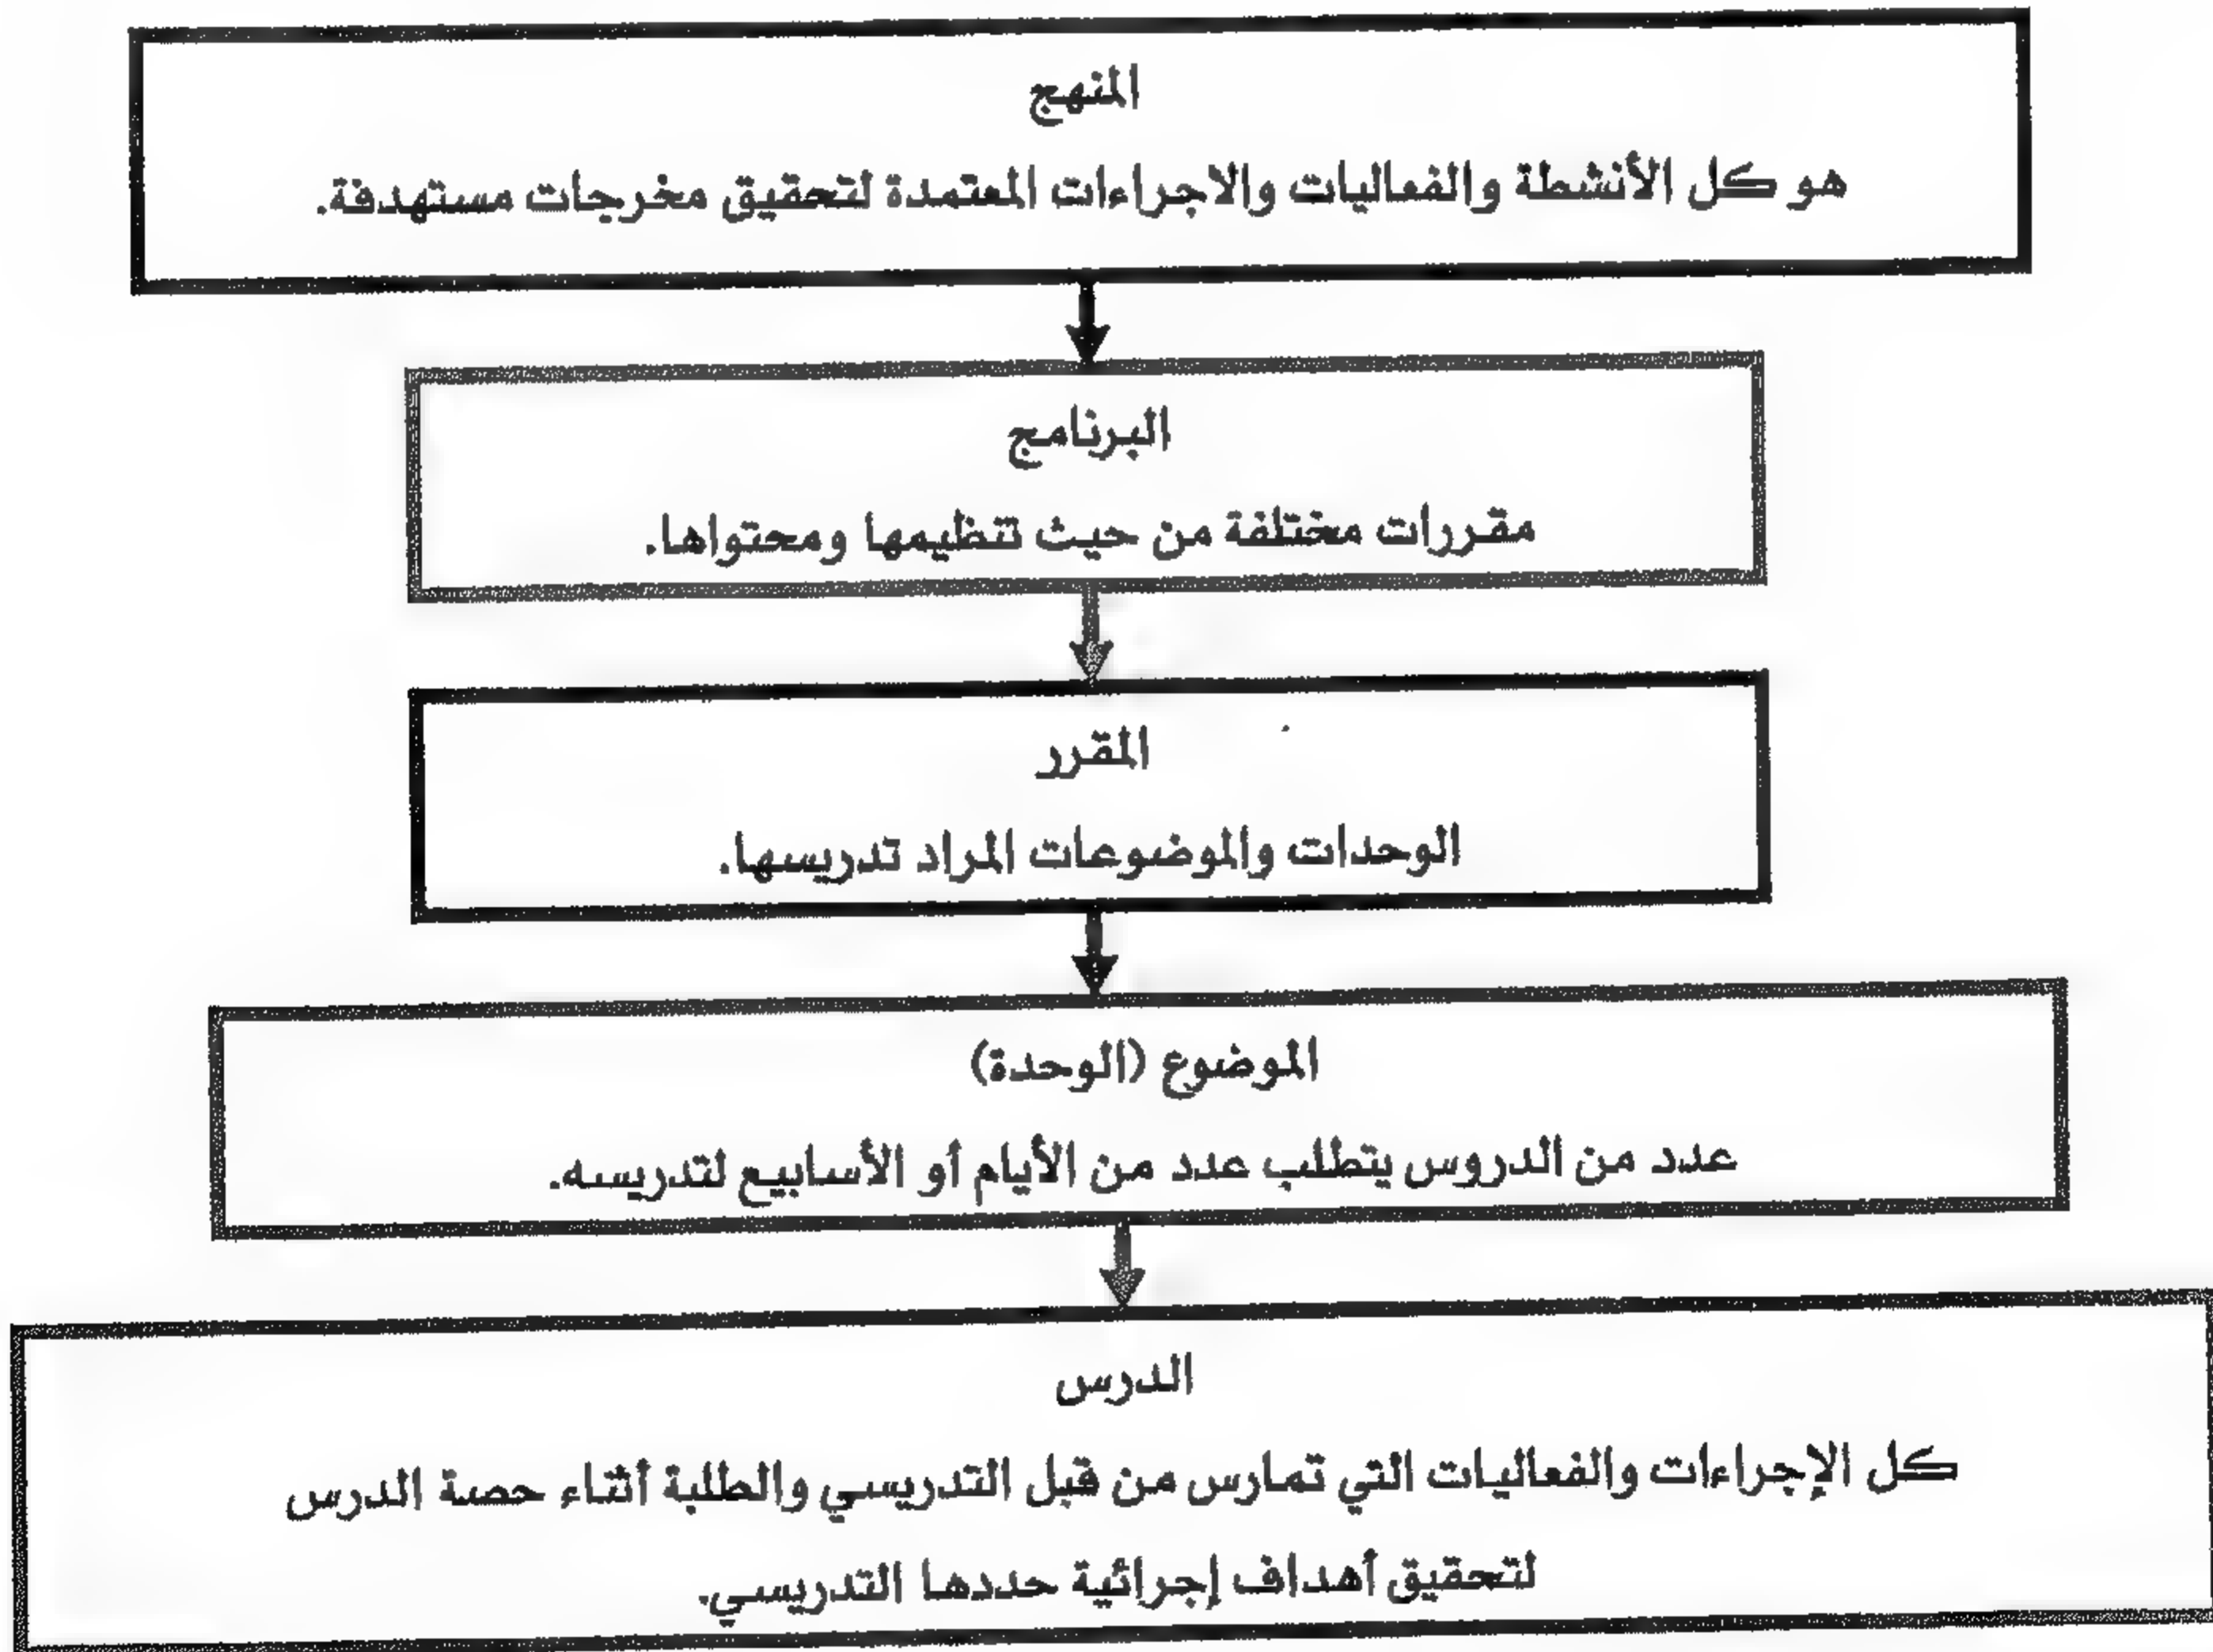 المنهج
هو كل الأنشطة والفعاليات والاجراءات المعتمدة لتحقيق مخرجات مستهدفة.
البرنامج
مقررات مختلفة من حيث تنظيمها ومحتواها.
المقرر
الوحدات والموضوعات المراد تدريسها.
الموضوع (الوحدة)
عدد من الدروس يتطلب عدد من الأيام أو الأسابيع لتدريسه.
الدرس
كل الإجراءات والفعاليات التي تمارس من قبل التدريسي والطلبة أثناء حصة الدرس
لتحقيق أهداف إجرائية حددها التدريسي.